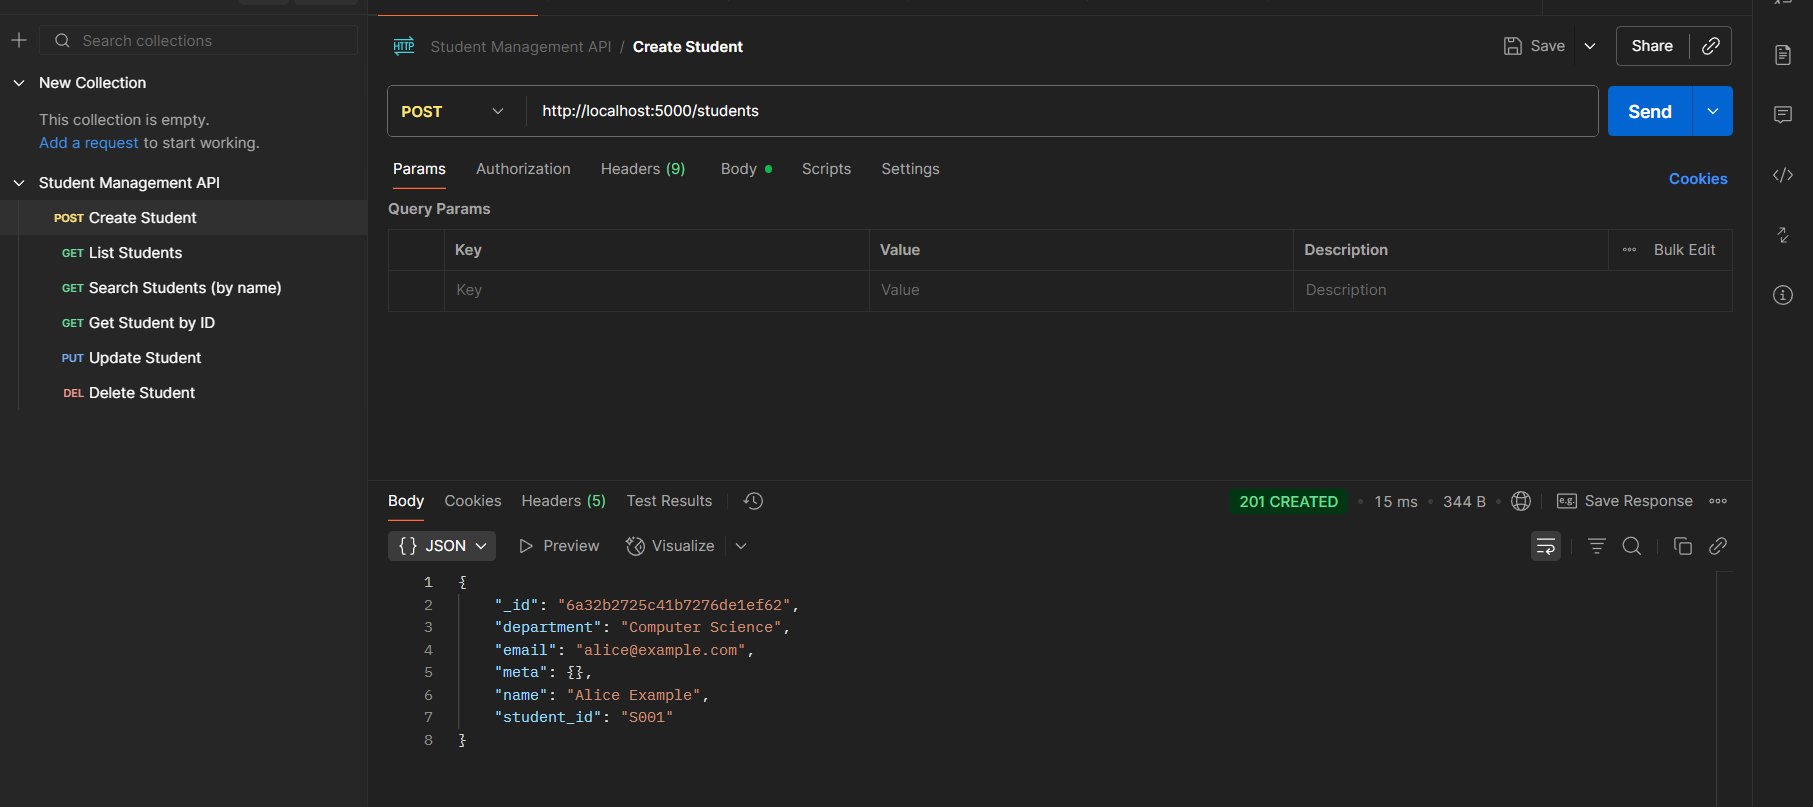 Search collections
New Collection
This collection is empty.
Add a request to start working.
Student Management API
POST Create Student
GET List Students
GET Search Students (by name)
GET Get Student by ID
PUT Update Student
DEL Delete Student
HTTP Student Management API / Create Student
Save
Share
POST http://localhost:5000/students
Send
Params Authorization Headers (9) Body Scripts Settings
Cookies
Query Params
Key Value Description Bulk Edit
Key Value Description
Body Cookies Headers (5) Test Results
201 CREATED • 15 ms • 344 B • e.g. Save Response
{} JSON Preview Visualize
1 {
2 "_id": "6a32b2725c41b7276de1ef62",
3 "department": "Computer Science",
4 "email": "alice@example.com",
5 "meta": {},
6 "name": "Alice Example",
7 "student_id": "S001"
8 }